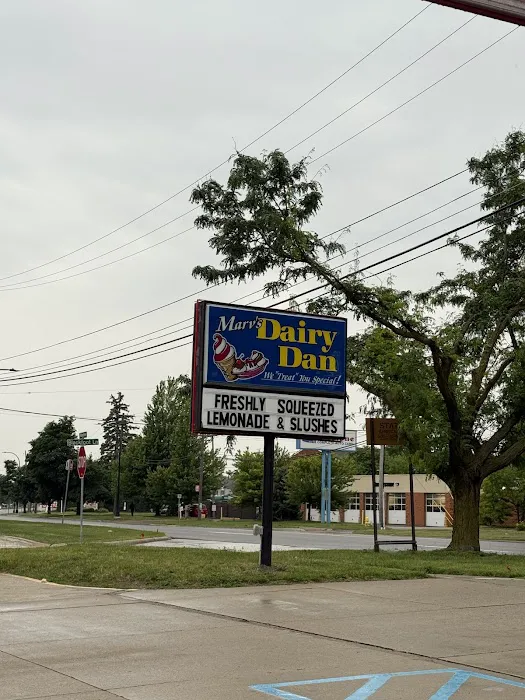 Marv's
Dairy
Dan
We "Treat" You Special!
FRESHLY SQUEEZED
LEMONADE & SLUSHES